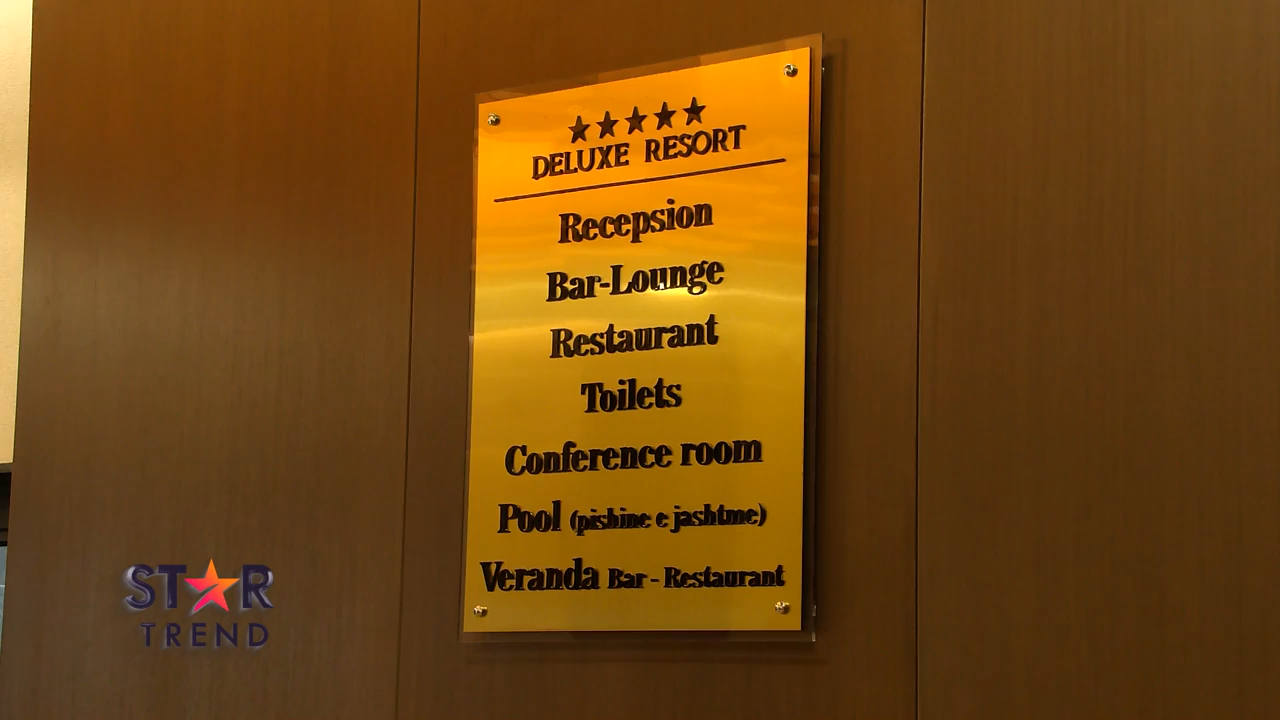 ★★★★★
DELUXE RESORT
Recepsion
Bar-Lounge
Restaurant
Toilets
Conference room
Pool (pishine e jashtme)
Veranda Bar - Restaurant
STAR
TREND